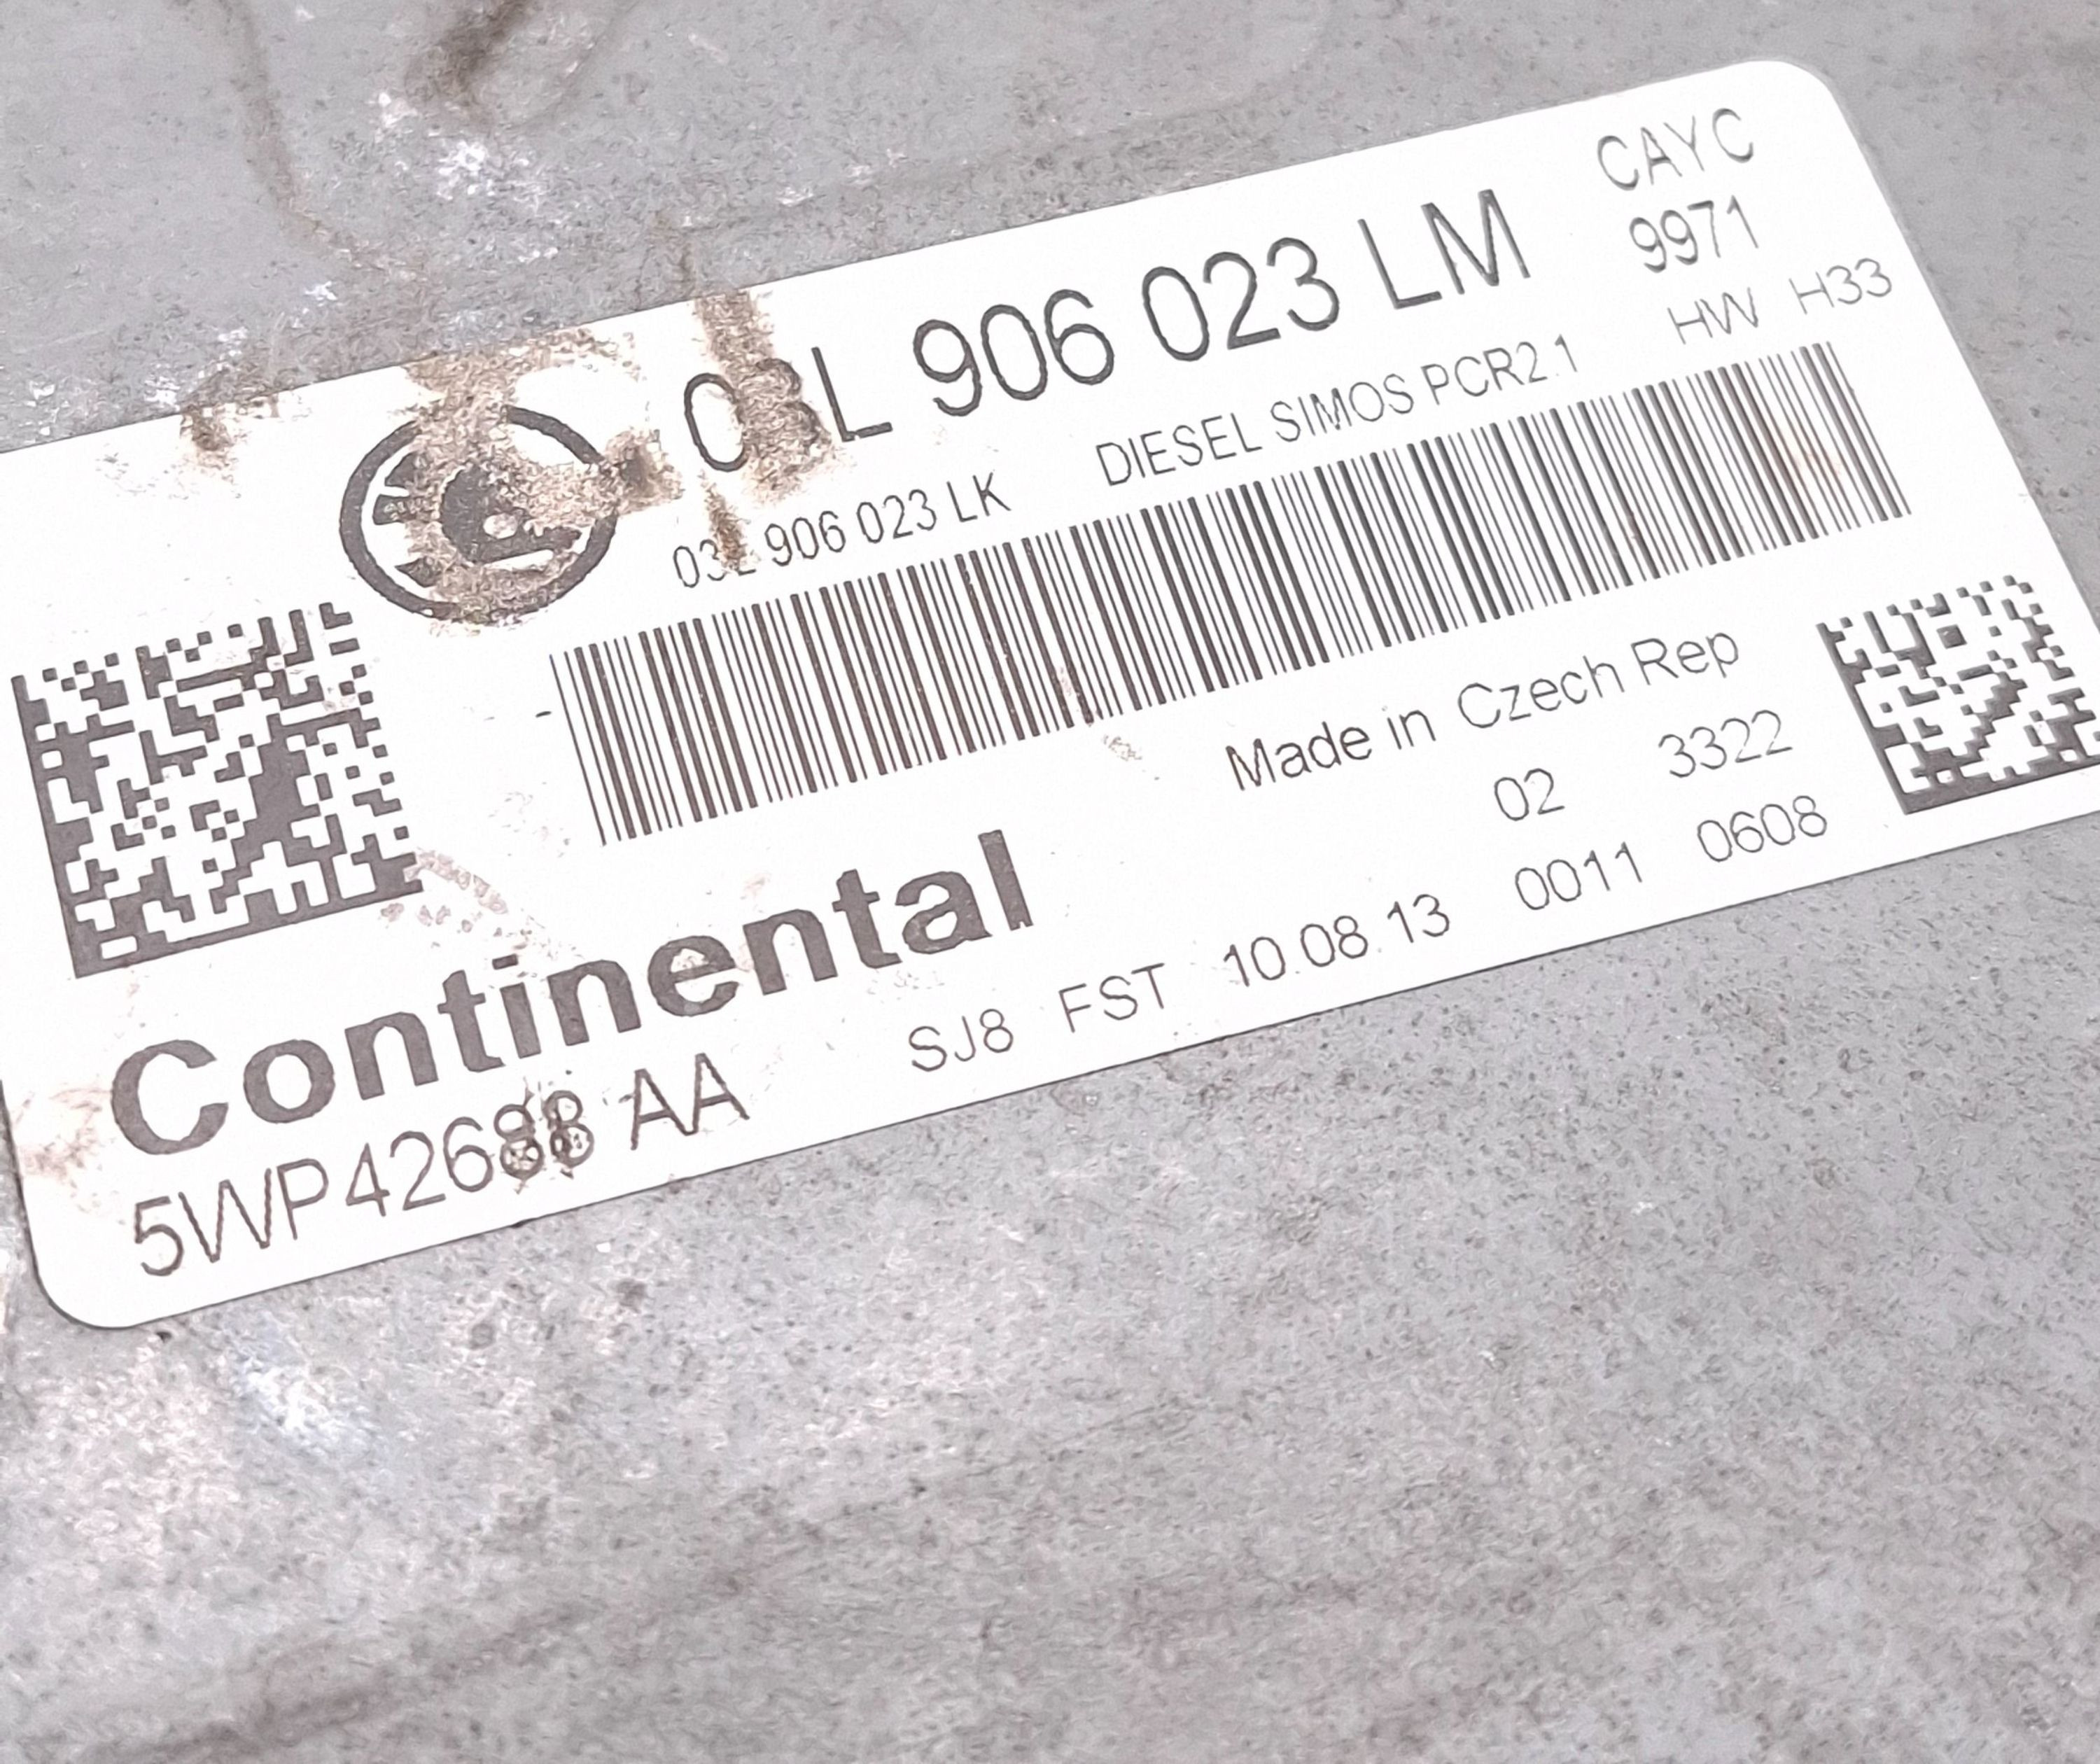 CAYC
03L 906 023 LM 9971
03L 906 023 LK DIESEL SIMOS PCR2.1 HW H33
Made in Czech Rep
02 3322
Continental
5WP42688 AA SJ8 FST 10.08.13 0011 0608